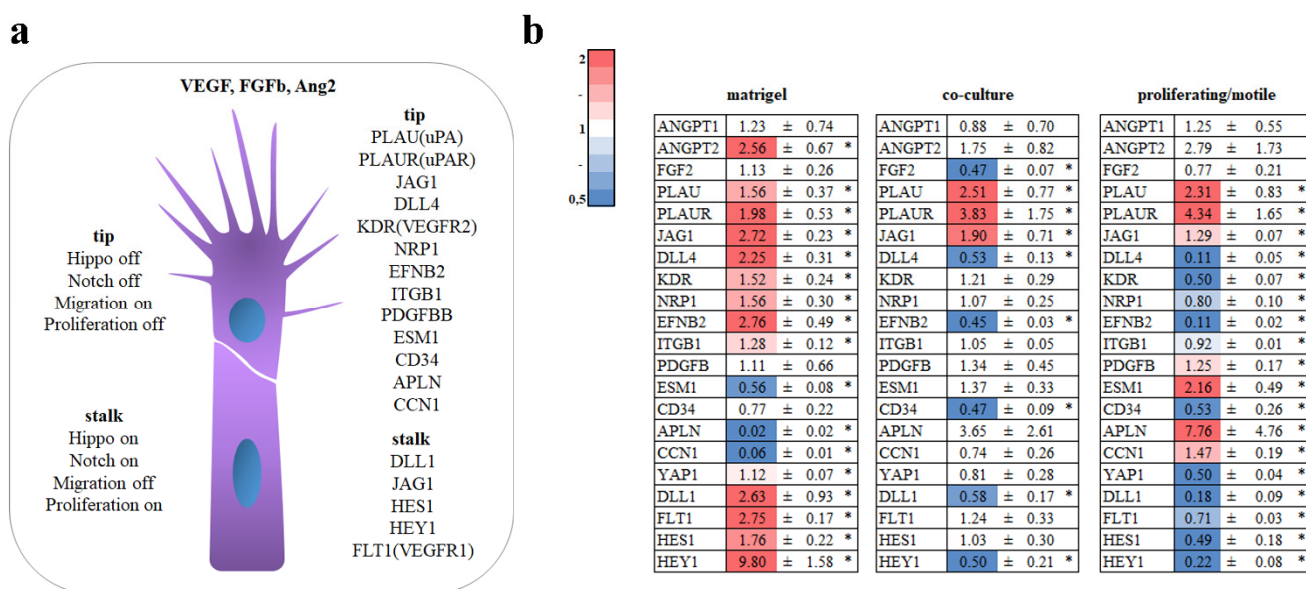 a
VEGF, FGFb, Ang2
tip
Hippo off
Notch off
Migration on
Proliferation off
stalk
Hippo on
Notch on
Migration off
Proliferation on
tip
PLAU(uPA)
PLAUR(uPAR)
JAG1
DLL4
KDR(VEGFR2)
NRP1
EFNB2
ITGB1
PDGFBB
ESM1
CD34
APLN
CCN1
stalk
DLL1
JAG1
HES1
HEY1
FLT1(VEGFR1)
b
2
-
1
-
0,5
matrigel
ANGPT1 1.23 ± 0.74
ANGPT2 2.56 ± 0.67 *
FGF2 1.13 ± 0.26
PLAU 1.56 ± 0.37 *
PLAUR 1.98 ± 0.53 *
JAG1 2.72 ± 0.23 *
DLL4 2.25 ± 0.31 *
KDR 1.52 ± 0.24 *
NRP1 1.56 ± 0.30 *
EFNB2 2.76 ± 0.49 *
ITGB1 1.28 ± 0.12 *
PDGFB 1.11 ± 0.66
ESM1 0.56 ± 0.08 *
CD34 0.77 ± 0.22
APLN 0.02 ± 0.02 *
CCN1 0.06 ± 0.01 *
YAP1 1.12 ± 0.07 *
DLL1 2.63 ± 0.93 *
FLT1 2.75 ± 0.17 *
HES1 1.76 ± 0.22 *
HEY1 9.80 ± 1.58 *
co-culture
ANGPT1 0.88 ± 0.70
ANGPT2 1.75 ± 0.82
FGF2 0.47 ± 0.07 *
PLAU 2.51 ± 0.77 *
PLAUR 3.83 ± 1.75 *
JAG1 1.90 ± 0.71 *
DLL4 0.53 ± 0.13 *
KDR 1.21 ± 0.29
NRP1 1.07 ± 0.25
EFNB2 0.45 ± 0.03 *
ITGB1 1.05 ± 0.05
PDGFB 1.34 ± 0.45
ESM1 1.37 ± 0.33
CD34 0.47 ± 0.09 *
APLN 3.65 ± 2.61
CCN1 0.74 ± 0.26
YAP1 0.81 ± 0.28
DLL1 0.58 ± 0.17 *
FLT1 1.24 ± 0.33
HES1 1.03 ± 0.30
HEY1 0.50 ± 0.21 *
proliferating/motile
ANGPT1 1.25 ± 0.55
ANGPT2 2.79 ± 1.73
FGF2 0.77 ± 0.21
PLAU 2.31 ± 0.83 *
PLAUR 4.34 ± 1.65 *
JAG1 1.29 ± 0.07 *
DLL4 0.11 ± 0.05 *
KDR 0.50 ± 0.07 *
NRP1 0.80 ± 0.10 *
EFNB2 0.11 ± 0.02 *
ITGB1 0.92 ± 0.01 *
PDGFB 1.25 ± 0.17 *
ESM1 2.16 ± 0.49 *
CD34 0.53 ± 0.26 *
APLN 7.76 ± 4.76 *
CCN1 1.47 ± 0.19 *
YAP1 0.50 ± 0.04 *
DLL1 0.18 ± 0.09 *
FLT1 0.71 ± 0.03 *
HES1 0.49 ± 0.18 *
HEY1 0.22 ± 0.08 *